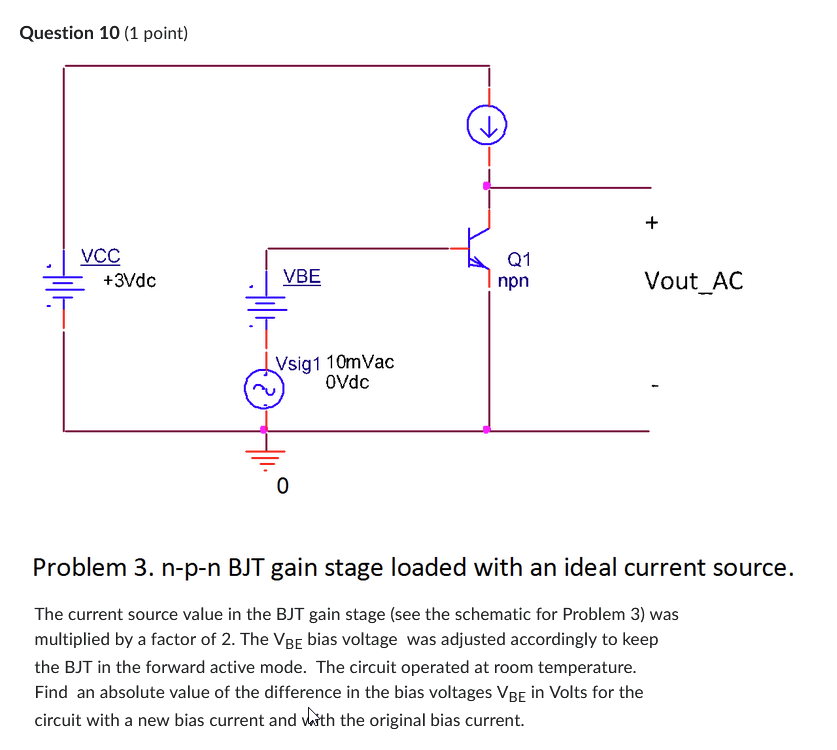 Question 10 (1 point)
VCC
+3Vdc
VBE
Vsig1 10mVac
0Vdc
0
Q1
npn
+
Vout_AC
-
Problem 3. n-p-n BJT gain stage loaded with an ideal current source.
The current source value in the BJT gain stage (see the schematic for Problem 3) was
multiplied by a factor of 2. The VBE bias voltage was adjusted accordingly to keep
the BJT in the forward active mode. The circuit operated at room temperature.
Find an absolute value of the difference in the bias voltages VBE in Volts for the
circuit with a new bias current and with the original bias current.